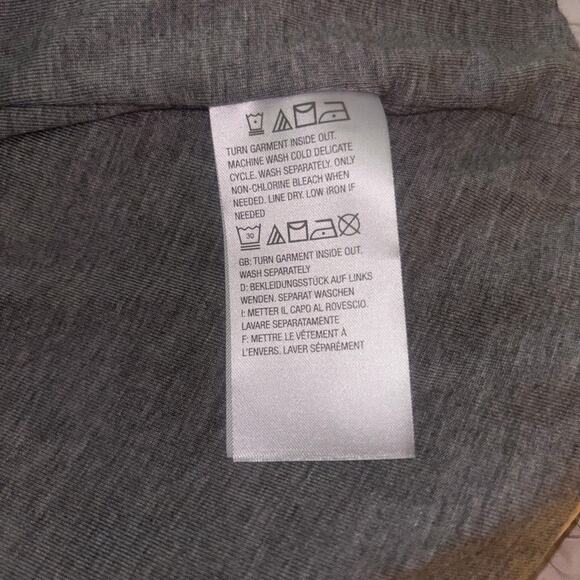 TURN GARMENT INSIDE OUT.
MACHINE WASH COLD DELICATE
CYCLE. WASH SEPARATELY. ONLY
NON-CHLORINE BLEACH WHEN
NEEDED. LINE DRY. LOW IRON IF
NEEDED
30
GB: TURN GARMENT INSIDE OUT.
WASH SEPARATELY
D: BEKLEIDUNGSSTÜCK AUF LINKS
WENDEN. SEPARAT WASCHEN
I: METTER IL CAPO AL ROVESCIO.
LAVARE SEPARATAMENTE
F: METTRE LE VÊTEMENT À
L'ENVERS. LAVER SÉPARÉMENT